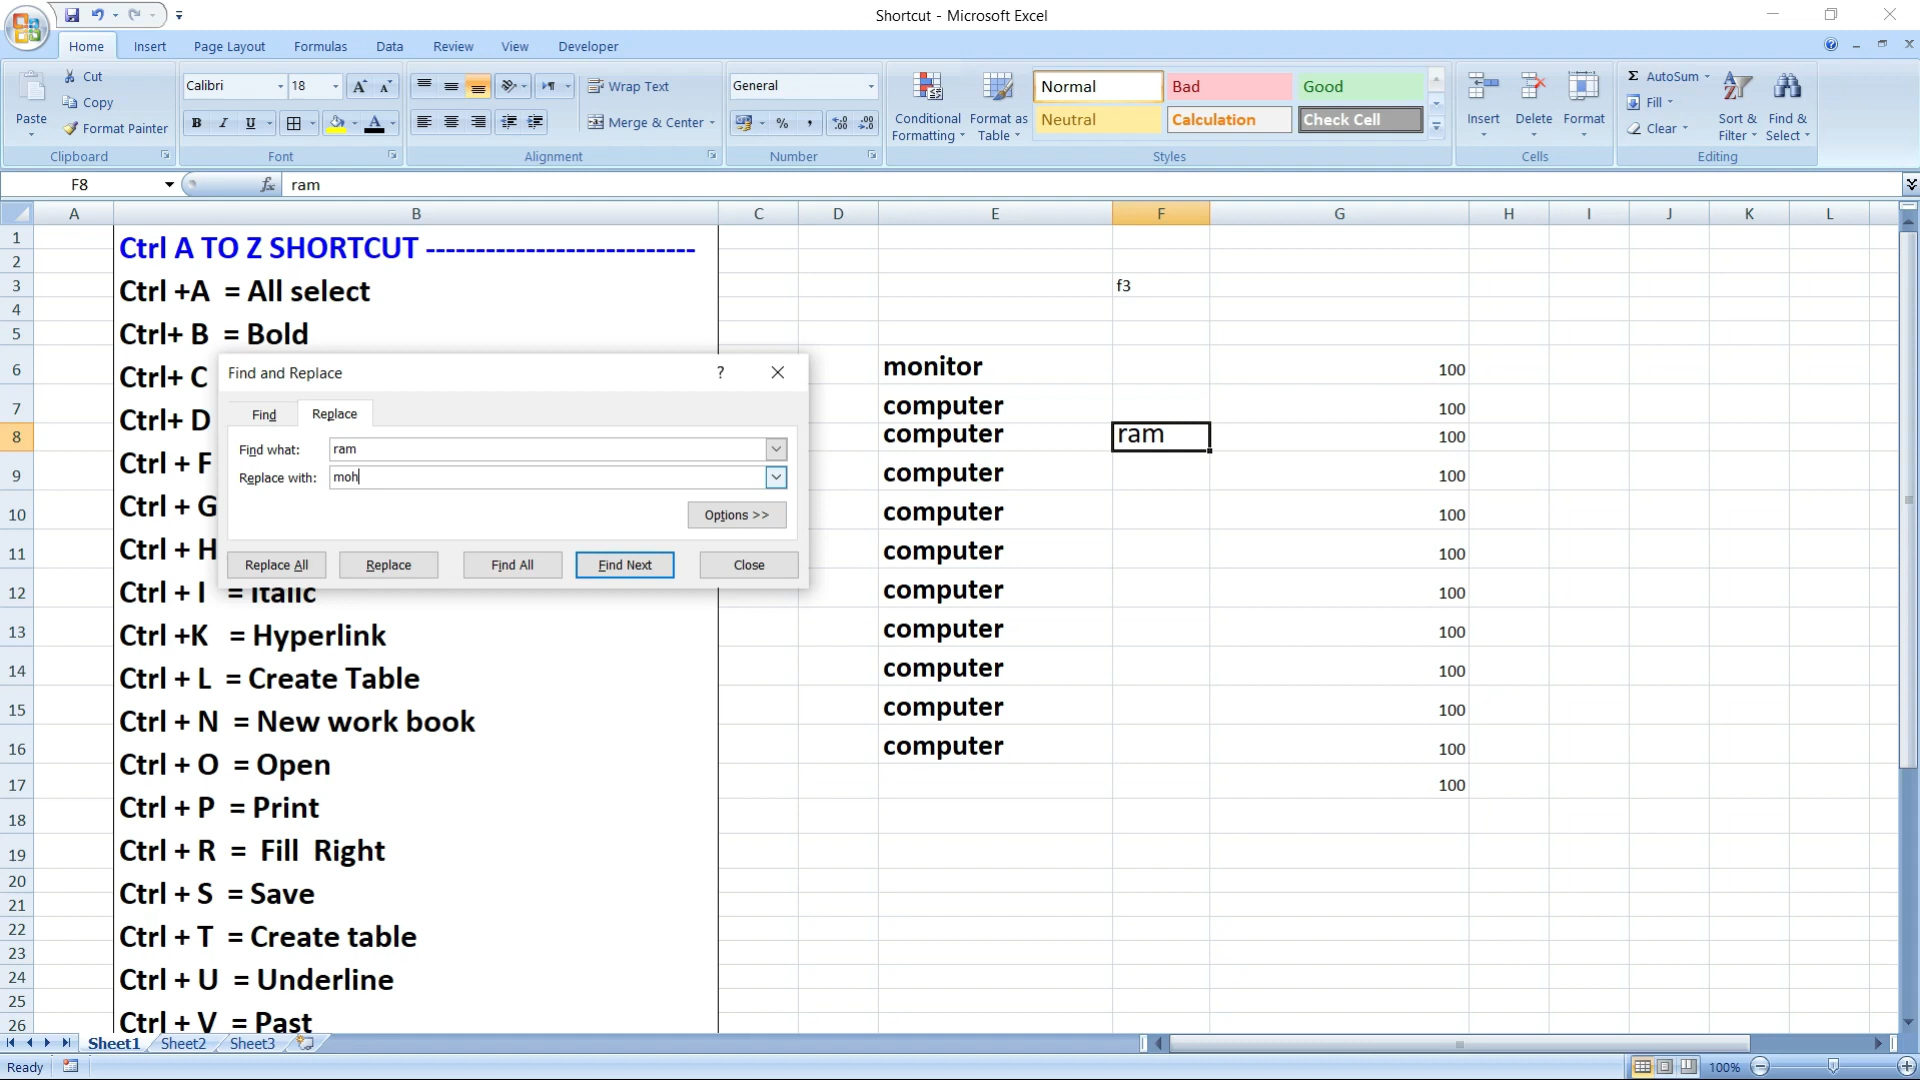 Shortcut - Microsoft Excel
Home Insert Page Layout Formulas Data Review View Developer
Paste
Cut
Copy
Format Painter
Clipboard
Calibri 18
B I U A
Font
Wrap Text
Merge & Center
Alignment
General
%
Number
Conditional Formatting
Format as Table
Normal Bad Good
Neutral Calculation Check Cell
Styles
Insert Delete Format
Cells
Σ AutoSum
Fill
Clear
Sort & Filter
Find & Select
Editing
F8 fx ram
A B C D E F G H I J K L
1 Ctrl A TO Z SHORTCUT ---------------------------
2
3 Ctrl +A = All select f3
4
5 Ctrl+ B = Bold
6 Ctrl+ C monitor 100
7 Ctrl+ D computer 100
8 computer ram 100
9 Ctrl + F computer 100
10 Ctrl + G computer 100
11 Ctrl + H computer 100
12 Ctrl + I = Italic computer 100
13 Ctrl +K = Hyperlink computer 100
14 Ctrl + L = Create Table computer 100
15 Ctrl + N = New work book computer 100
16 Ctrl + O = Open computer 100
17 100
18 Ctrl + P = Print
19 Ctrl + R = Fill Right
20 Ctrl + S = Save
21
22 Ctrl + T = Create table
23
24 Ctrl + U = Underline
25
26 Ctrl + V = Past
Find and Replace ?
Find Replace
Find what: ram
Replace with: moh
Options >>
Replace All Replace Find All Find Next Close
Sheet1 Sheet2 Sheet3
Ready 100%